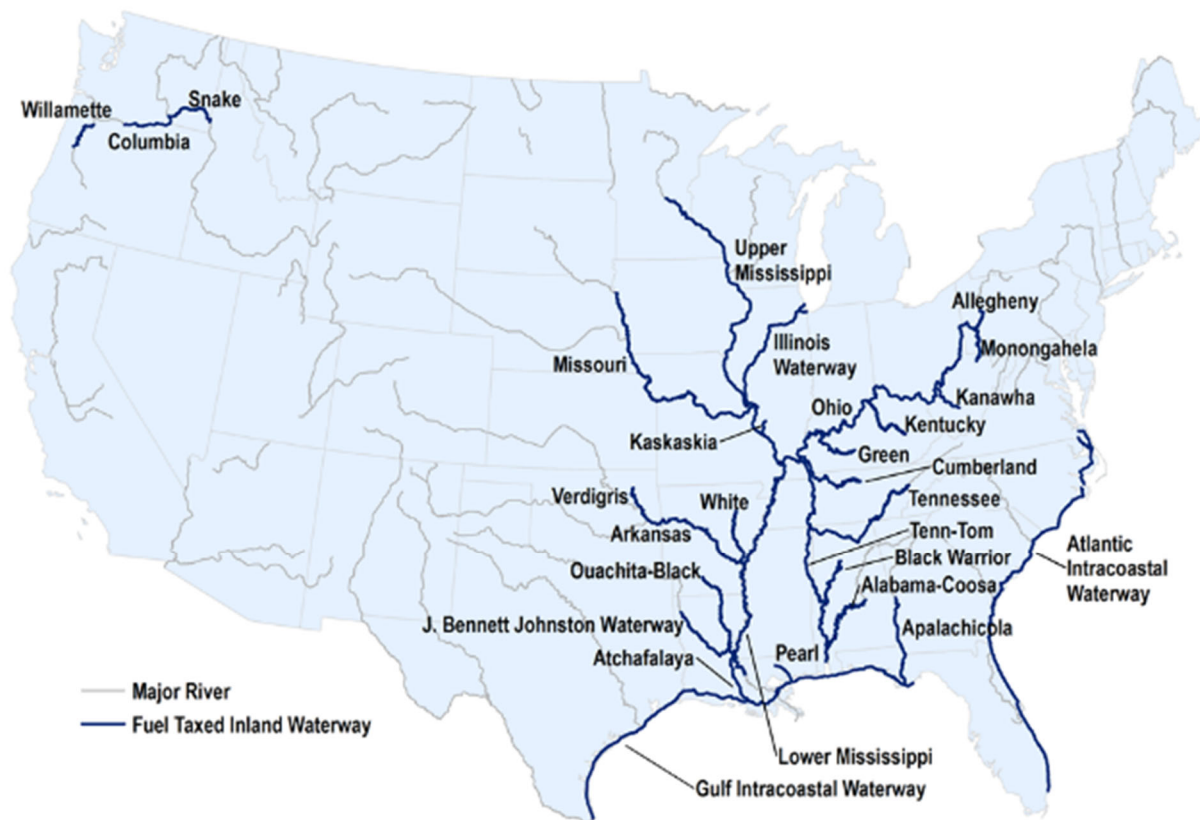 Willamette
Snake
Columbia
Upper
Mississippi
Allegheny
Illinois
Waterway
Monongahela
Missouri
Ohio
Kanawha
Kentucky
Kaskaskia
Green
Cumberland
Verdigris
White
Tennessee
Arkansas
Tenn-Tom
Black Warrior
Ouachita-Black
Alabama-Coosa
Atlantic
Intracoastal
Waterway
J. Bennett Johnston Waterway
Apalachicola
Atchafalaya
Pearl
Major River
Fuel Taxed Inland Waterway
Lower Mississippi
Gulf Intracoastal Waterway